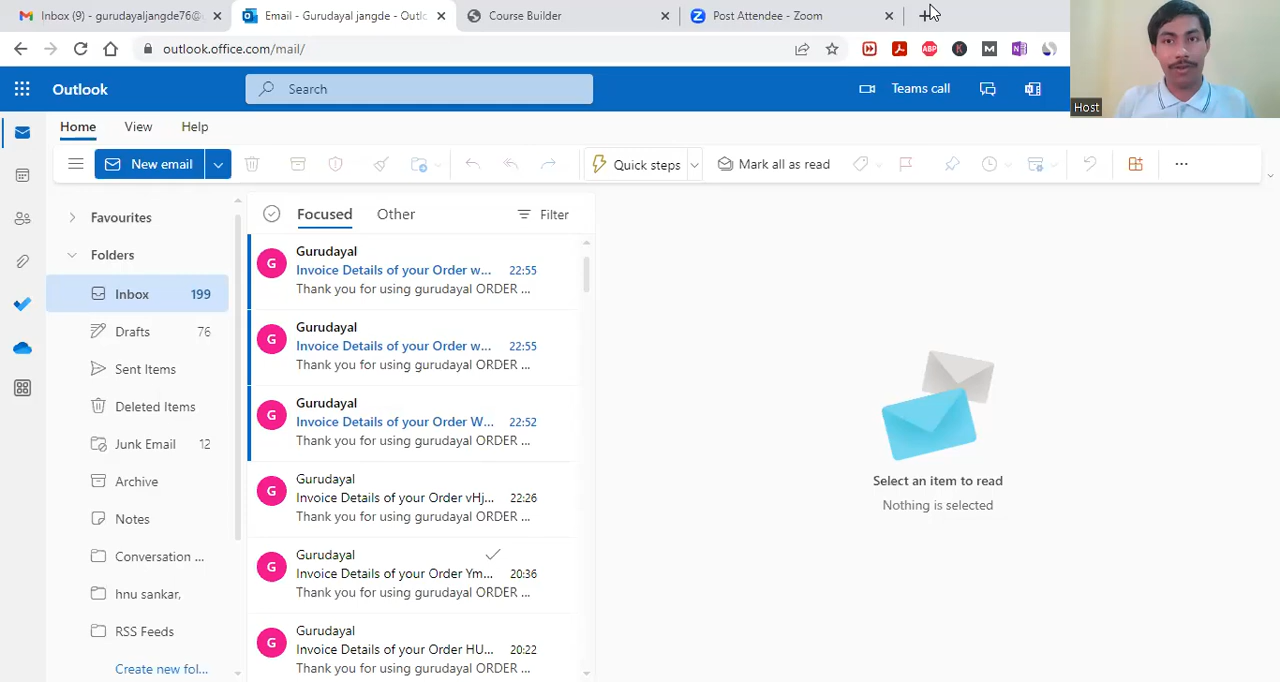 Inbox (9) - gurudayaljangde76@
Email - Gurudayal jangde - Outlo
Course Builder
Post Attendee - Zoom
outlook.office.com/mail/
Host
Outlook
Search
Teams call
Home
View
Help
New email
Quick steps
Mark all as read
Favourites
Folders
Inbox 199
Drafts 76
Sent Items
Deleted Items
Junk Email 12
Archive
Notes
Conversation ...
hnu sankar,
RSS Feeds
Create new fol...
Focused
Other
Filter
G
Gurudayal
Invoice Details of your Order w... 22:55
Thank you for using gurudayal ORDER ...
G
Gurudayal
Invoice Details of your Order w... 22:55
Thank you for using gurudayal ORDER ...
G
Gurudayal
Invoice Details of your Order W... 22:52
Thank you for using gurudayal ORDER ...
G
Gurudayal
Invoice Details of your Order vHj... 22:26
Thank you for using gurudayal ORDER ...
G
Gurudayal
Invoice Details of your Order Ym... 20:36
Thank you for using gurudayal ORDER ...
G
Gurudayal
Invoice Details of your Order HU... 20:22
Thank you for using gurudayal ORDER ...
Select an item to read
Nothing is selected